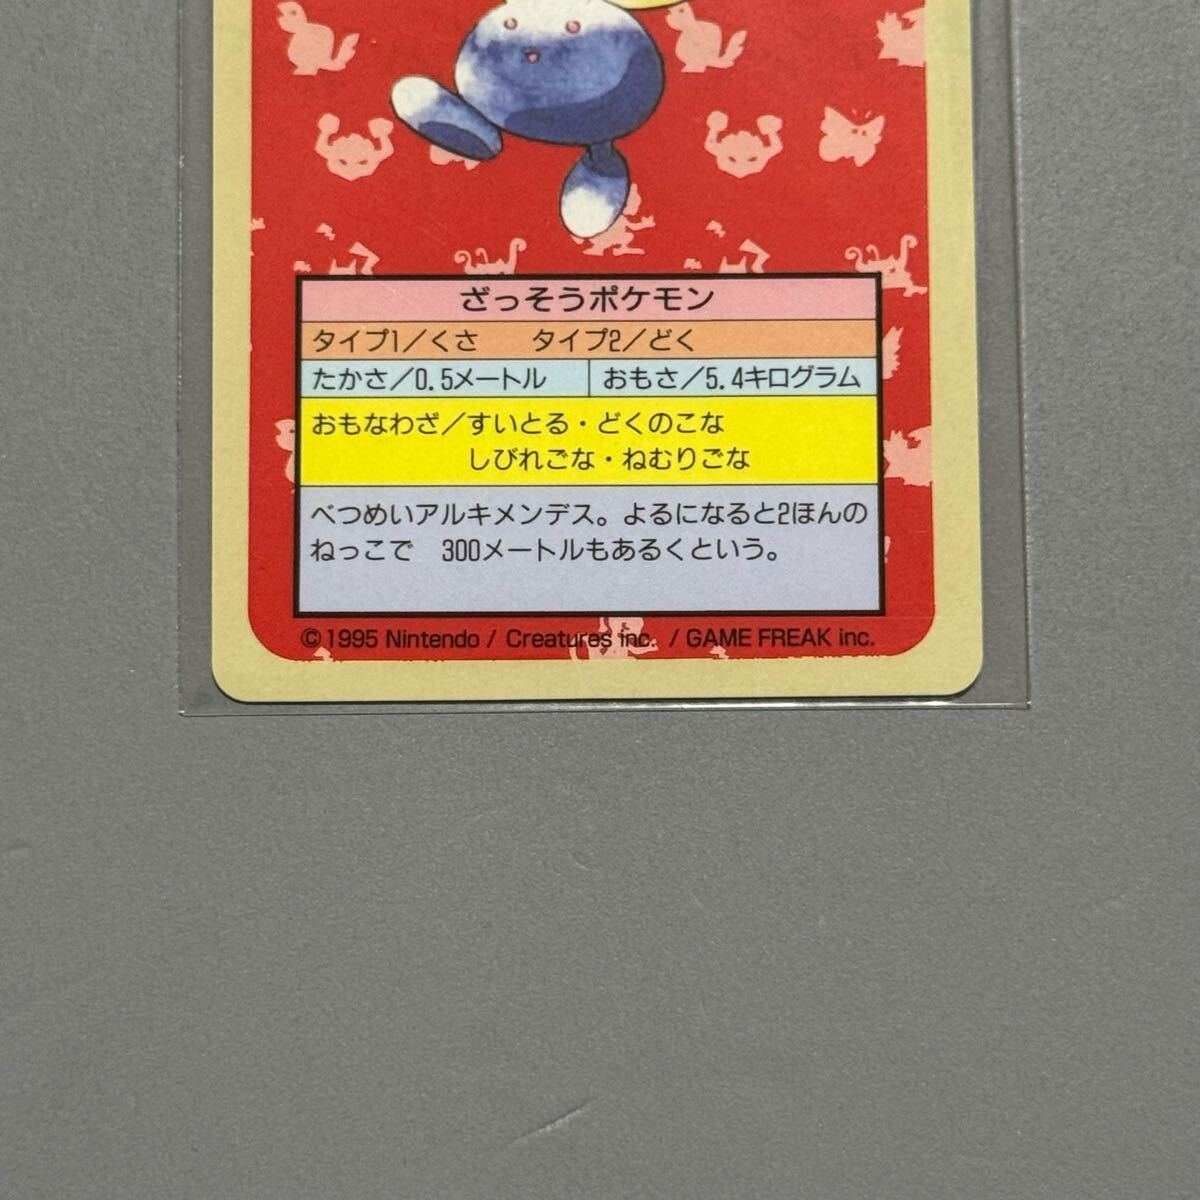 ざっそうポケモン
タイプ1/くさ　タイプ2/どく
たかさ/0.5メートル　おもさ/5.4キログラム
おもなわざ/すいとる・どくのこな
しびれごな・ねむりごな
べつめいアルキメンデス。よるになると2ほんの
ねっこで　300メートルもあるくという。
©1995 Nintendo / Creatures inc. / GAME FREAK inc.